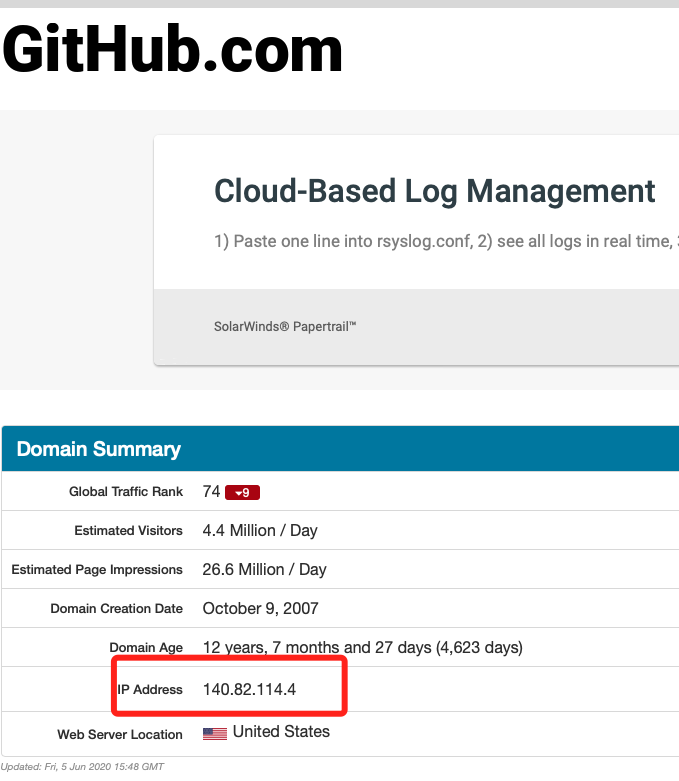 GitHub.com
Cloud-Based Log Management
1) Paste one line into rsyslog.conf, 2) see all logs in real time,
SolarWinds® Papertrail™
Domain Summary
Global Traffic Rank 74 9
Estimated Visitors 4.4 Million / Day
Estimated Page Impressions 26.6 Million / Day
Domain Creation Date October 9, 2007
Domain Age 12 years, 7 months and 27 days (4,623 days)
IP Address 140.82.114.4
Web Server Location United States
Updated: Fri, 5 Jun 2020 15:48 GMT